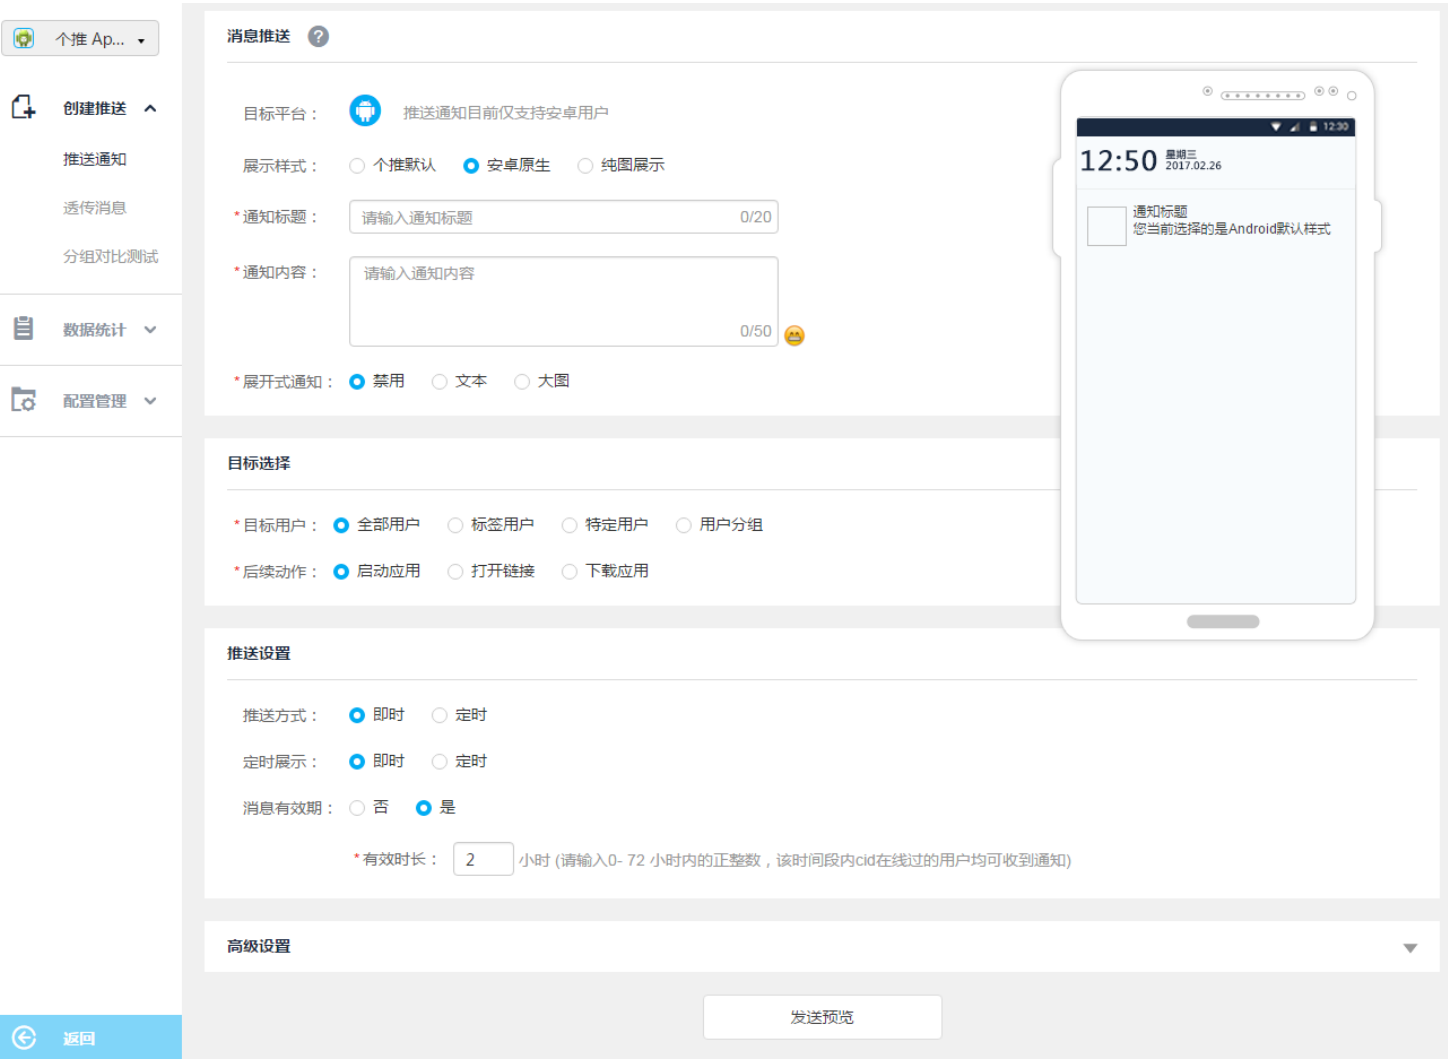 个推 Ap...
创建推送
推送通知
透传消息
分组对比测试
数据统计
配置管理
返回
消息推送 ?
目标平台： 推送通知目前仅支持安卓用户
展示样式： 个推默认 安卓原生 纯图展示
*通知标题： 请输入通知标题 0/20
*通知内容： 请输入通知内容
0/50
*展开式通知： 禁用 文本 大图
12:30
12:50 星期三
2017.02.26
通知标题
您当前选择的是Android默认样式
目标选择
*目标用户： 全部用户 标签用户 特定用户 用户分组
*后续动作： 启动应用 打开链接 下载应用
推送设置
推送方式： 即时 定时
定时展示： 即时 定时
消息有效期： 否 是
*有效时长： 2 小时 (请输入0- 72 小时内的正整数，该时间段内cid在线过的用户均可收到通知)
高级设置
发送预览